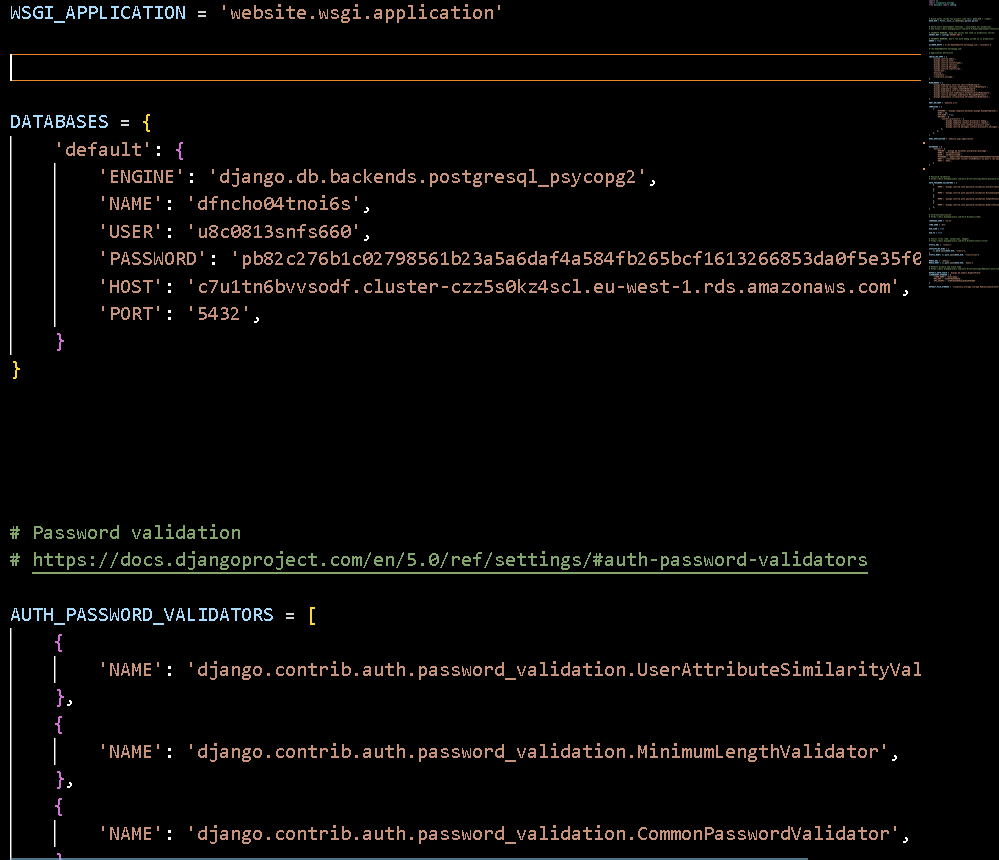 WSGI_APPLICATION = 'website.wsgi.application'
DATABASES = {
'default': {
'ENGINE': 'django.db.backends.postgresql_psycopg2',
'NAME': 'dfncho04tnoi6s',
'USER': 'u8c0813snfs660',
'PASSWORD': 'pb82c276b1c02798561b23a5a6daf4a584fb265bcf1613266853da0f5e35f0
'HOST': 'c7u1tn6bvvsodf.cluster-czz5s0kz4scl.eu-west-1.rds.amazonaws.com',
'PORT': '5432',
}
}
# Password validation
# https://docs.djangoproject.com/en/5.0/ref/settings/#auth-password-validators
AUTH_PASSWORD_VALIDATORS = [
{
'NAME': 'django.contrib.auth.password_validation.UserAttributeSimilarityVal
},
{
'NAME': 'django.contrib.auth.password_validation.MinimumLengthValidator',
},
{
'NAME': 'django.contrib.auth.password_validation.CommonPasswordValidator',
}